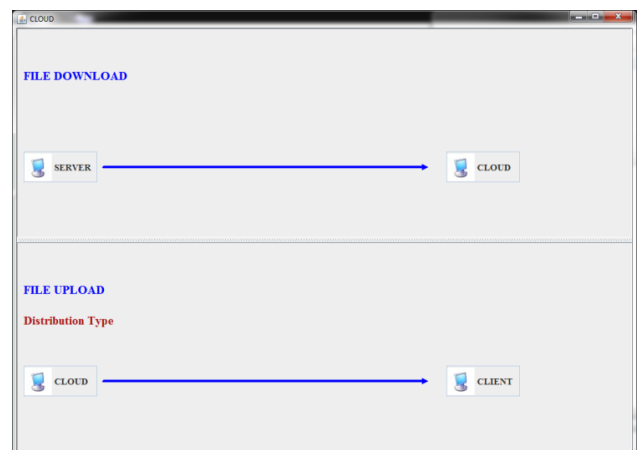 CLOUD
FILE DOWNLOAD
SERVER CLOUD
FILE UPLOAD
Distribution Type
CLOUD CLIENT